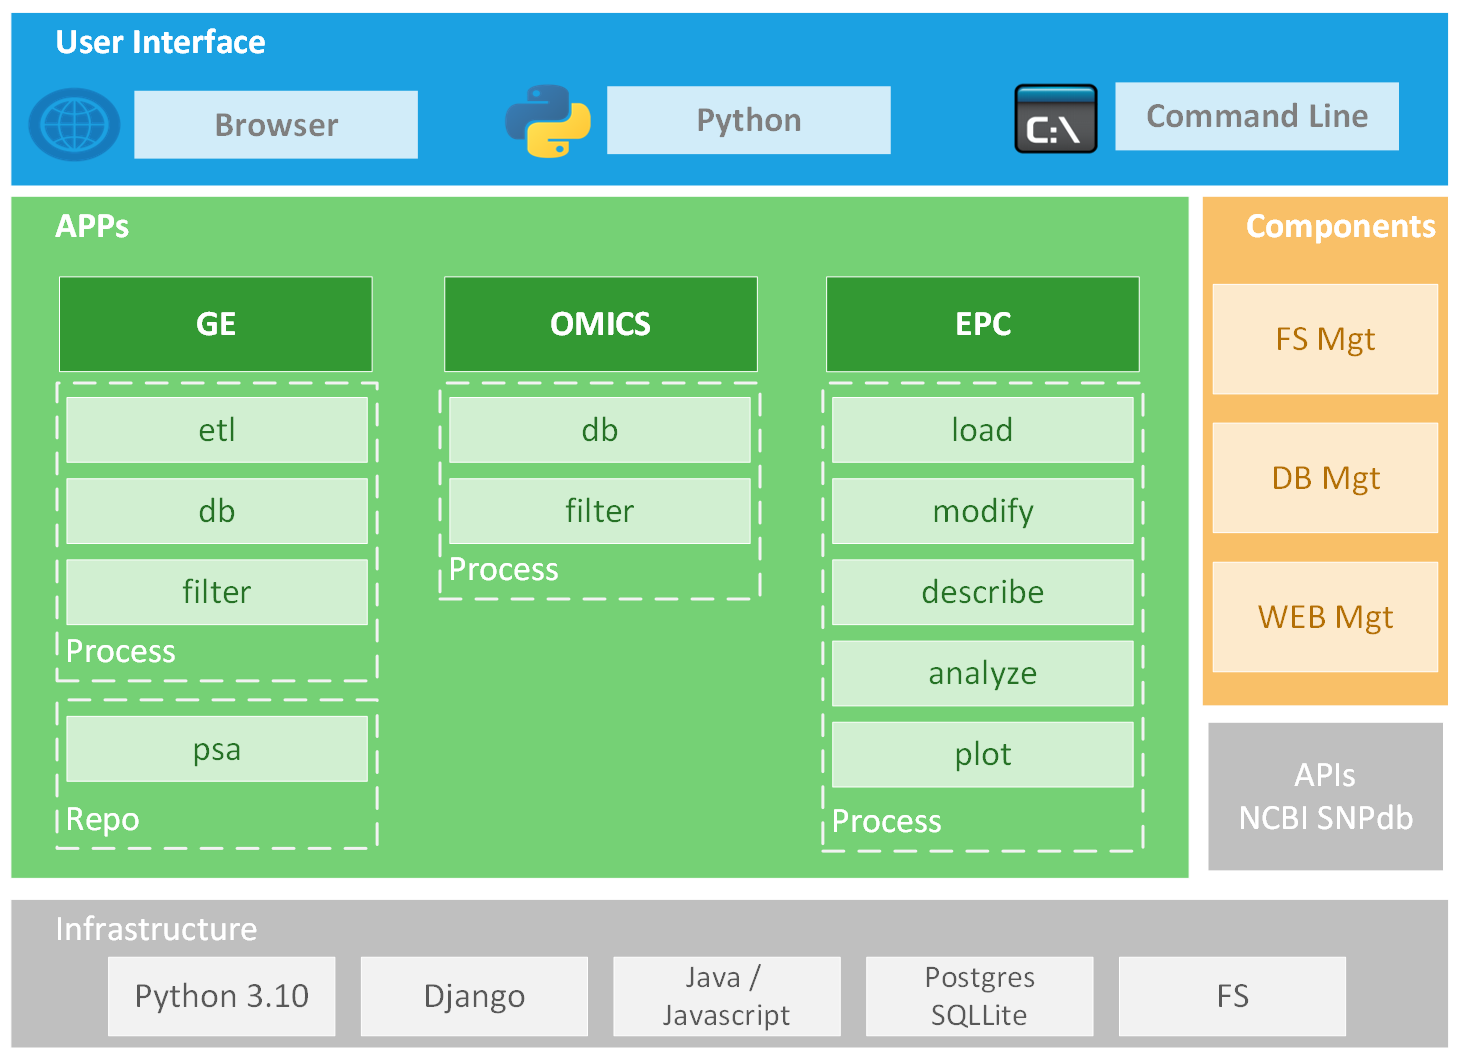 User Interface
Browser
Python
C:\
Command Line
APPs
GE
etl
db
filter
Process
psa
Repo
OMICS
db
filter
Process
EPC
load
modify
describe
analyze
plot
Process
Components
FS Mgt
DB Mgt
WEB Mgt
APIs
NCBI SNPdb
Infrastructure
Python 3.10
Django
Java /
Javascript
Postgres
SQLLite
FS